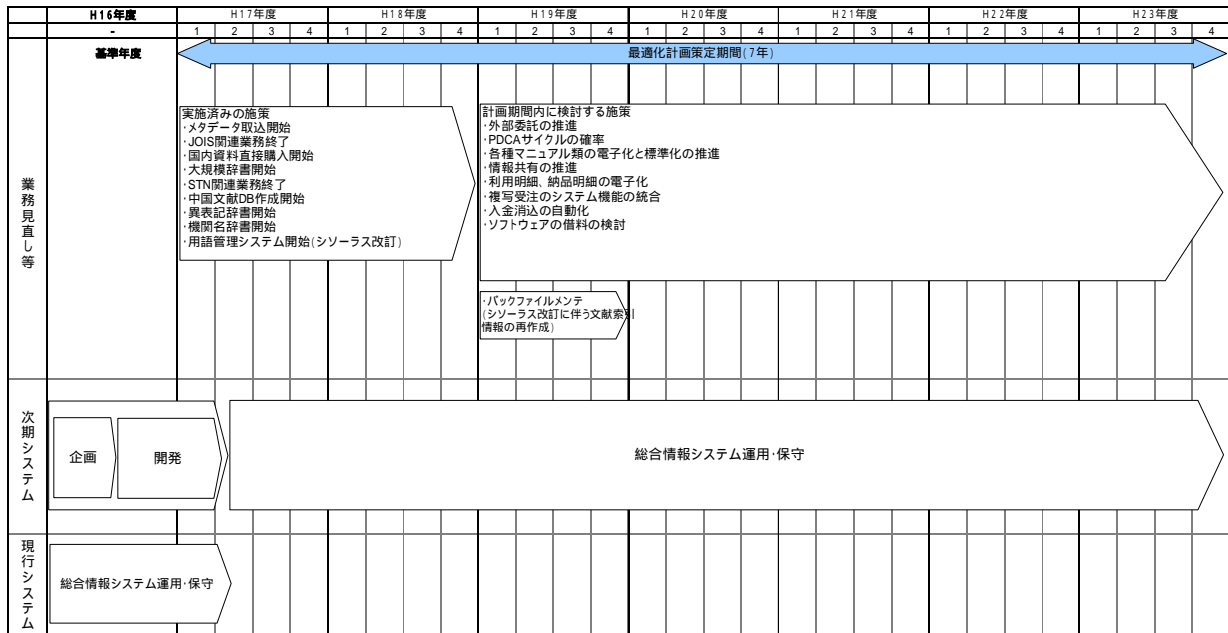 H16年度 H17年度 H18年度 H19年度 H20年度 H21年度 H22年度 H23年度
- 1 2 3 4 1 2 3 4 1 2 3 4 1 2 3 4 1 2 3 4 1 2 3 4 1 2 3 4
基準年度
最適化計画策定期間(7年)
業務見直し等
実施済みの施策
・メタデータ取込開始
・JOIS関連業務終了
・国内資料直接購入開始
・大規模辞書開始
・STN関連業務終了
・中国文献DB作成開始
・異表記辞書開始
・機関名辞書開始
・用語管理システム開始(シソーラス改訂)
計画期間内に検討する施策
・外部委託の推進
・PDCAサイクルの確率
・各種マニュアル類の電子化と標準化の推進
・情報共有の推進
・利用明細、納品明細の電子化
・複写受注のシステム機能の統合
・入金消込の自動化
・ソフトウェアの借料の検討
・バックファイルメンテ
(シソーラス改訂に伴う文献索引
情報の再作成)
次期システム
企画
開発
総合情報システム運用・保守
現行システム
総合情報システム運用・保守